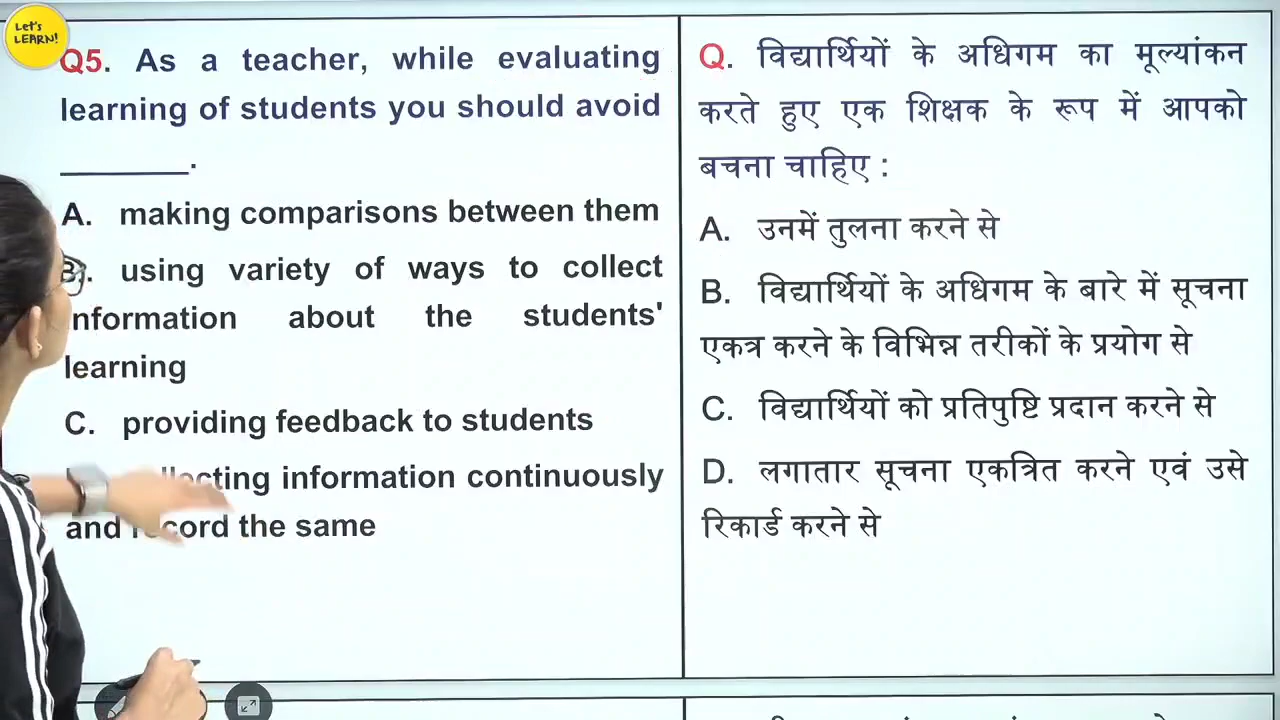 Let's
LEARN!
Q5. As a teacher, while evaluating
learning of students you should avoid
________.
A. making comparisons between them
B. using variety of ways to collect
information about the students'
learning
C. providing feedback to students
information continuously
and record the same
Q. विद्यार्थियों के अधिगम का मूल्यांकन
करते हुए एक शिक्षक के रूप में आपको
बचना चाहिए :
A. उनमें तुलना करने से
B. विद्यार्थियों के अधिगम के बारे में सूचना
एकत्र करने के विभिन्न तरीकों के प्रयोग से
C. विद्यार्थियों को प्रतिपुष्टि प्रदान करने से
D. लगातार सूचना एकत्रित करने एवं उसे
रिकार्ड करने से